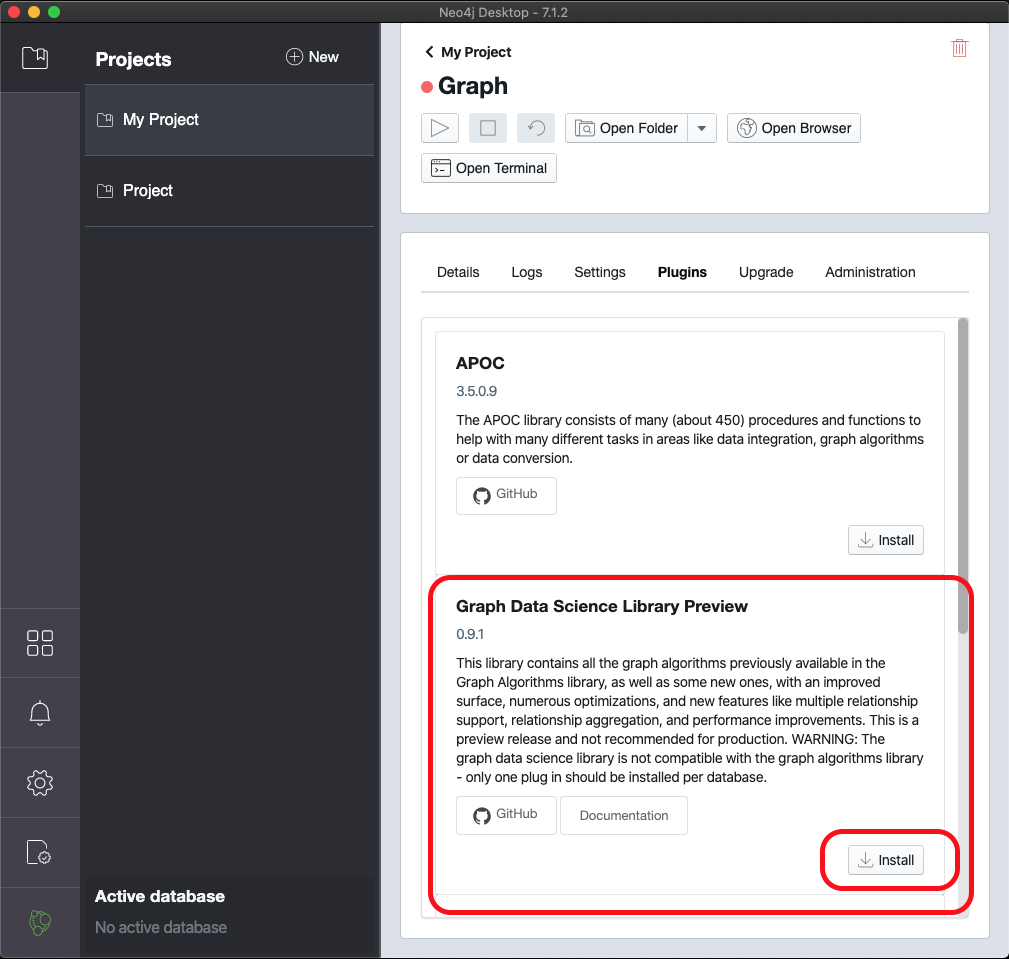 Neo4j Desktop - 7.1.2
Projects
New
My Project
Project
Active database
No active database
My Project
Graph
Open Folder
Open Browser
Open Terminal
Details Logs Settings Plugins Upgrade Administration
APOC
3.5.0.9
The APOC library consists of many (about 450) procedures and functions to
help with many different tasks in areas like data integration, graph algorithms
or data conversion.
GitHub
Install
Graph Data Science Library Preview
0.9.1
This library contains all the graph algorithms previously available in the
Graph Algorithms library, as well as some new ones, with an improved
surface, numerous optimizations, and new features like multiple relationship
support, relationship aggregation, and performance improvements. This is a
preview release and not recommended for production. WARNING: The
graph data science library is not compatible with the graph algorithms library
- only one plug in should be installed per database.
GitHub Documentation
Install